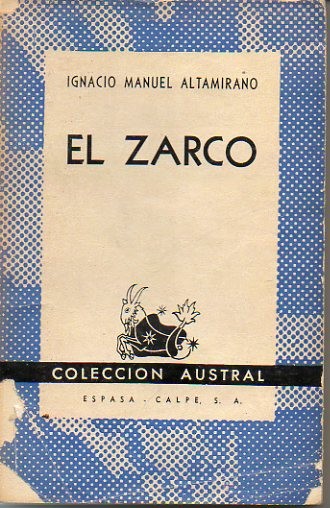 IGNACIO MANUEL ALTAMIRANO
EL ZARCO
COLECCION AUSTRAL
ESPASA - CALPE, S. A.